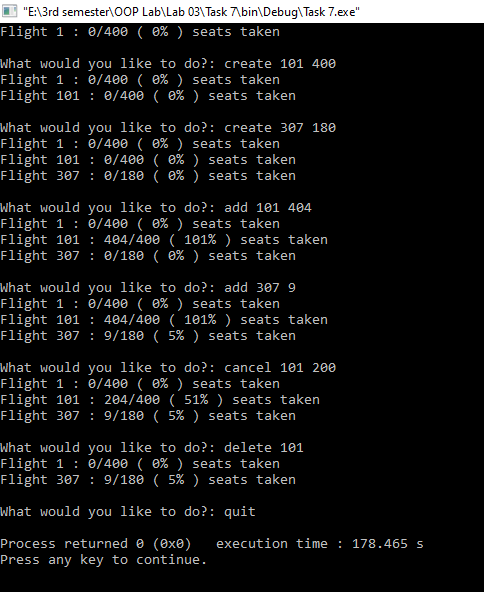 "E:\3rd semester\OOP Lab\Lab 03\Task 7\bin\Debug\Task 7.exe"
Flight 1 : 0/400 ( 0% ) seats taken
What would you like to do?: create 101 400
Flight 1 : 0/400 ( 0% ) seats taken
Flight 101 : 0/400 ( 0% ) seats taken
What would you like to do?: create 307 180
Flight 1 : 0/400 ( 0% ) seats taken
Flight 101 : 0/400 ( 0% ) seats taken
Flight 307 : 0/180 ( 0% ) seats taken
What would you like to do?: add 101 404
Flight 1 : 0/400 ( 0% ) seats taken
Flight 101 : 404/400 ( 101% ) seats taken
Flight 307 : 0/180 ( 0% ) seats taken
What would you like to do?: add 307 9
Flight 1 : 0/400 ( 0% ) seats taken
Flight 101 : 404/400 ( 101% ) seats taken
Flight 307 : 9/180 ( 5% ) seats taken
What would you like to do?: cancel 101 200
Flight 1 : 0/400 ( 0% ) seats taken
Flight 101 : 204/400 ( 51% ) seats taken
Flight 307 : 9/180 ( 5% ) seats taken
What would you like to do?: delete 101
Flight 1 : 0/400 ( 0% ) seats taken
Flight 307 : 9/180 ( 5% ) seats taken
What would you like to do?: quit
Process returned 0 (0x0)   execution time : 178.465 s
Press any key to continue.